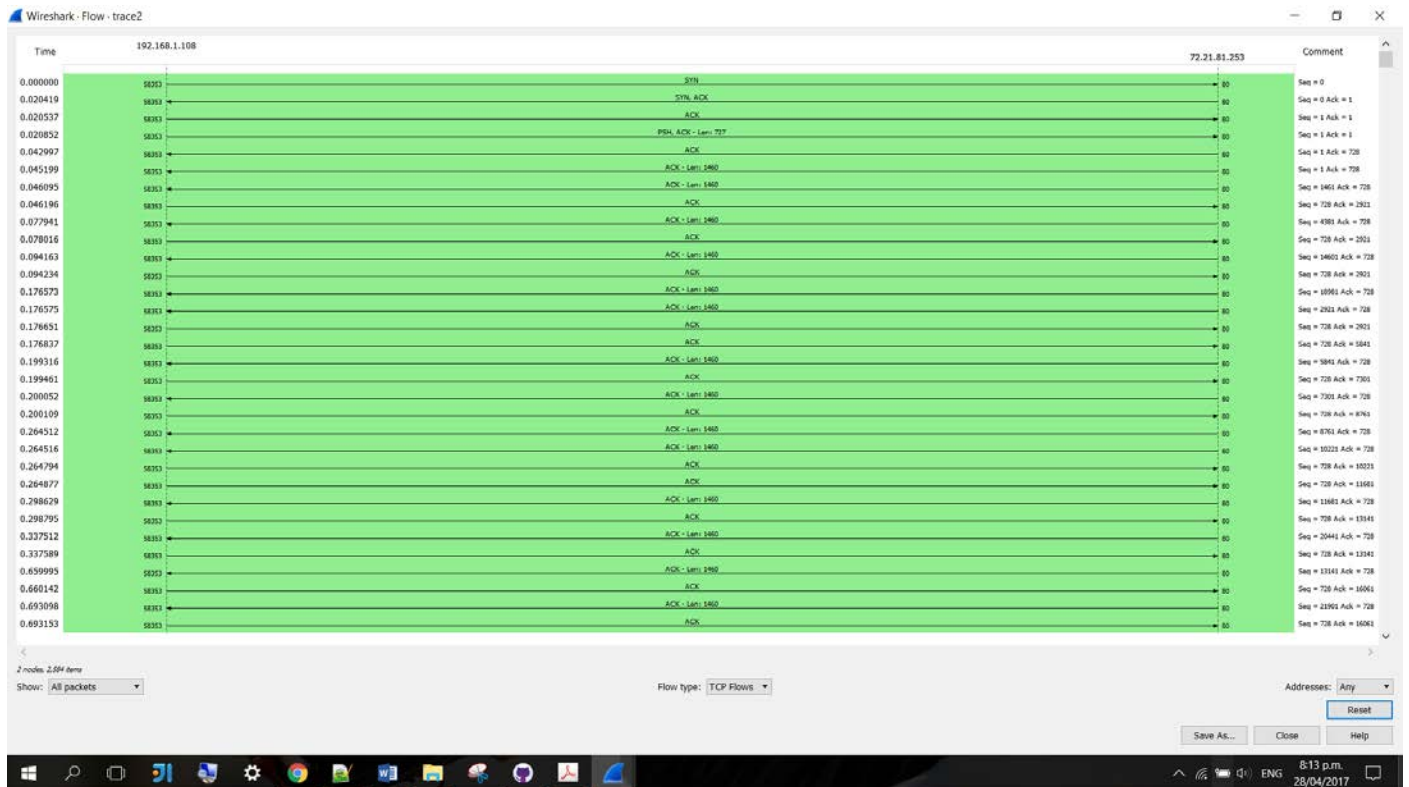 Wireshark · Flow · trace2
Time 192.168.1.108 72.21.81.253 Comment
0.000000 58353 SYN 80 Seq = 0
0.020419 58353 SYN, ACK 80 Seq = 0 Ack = 1
0.020537 58353 ACK 80 Seq = 1 Ack = 1
0.020852 58353 PSH, ACK - Len: 727 80 Seq = 1 Ack = 1
0.042997 58353 ACK 80 Seq = 1 Ack = 728
0.045199 58353 ACK - Len: 1460 80 Seq = 1 Ack = 728
0.046095 58353 ACK - Len: 1460 80 Seq = 1461 Ack = 728
0.046196 58353 ACK 80 Seq = 728 Ack = 2921
0.077941 58353 ACK - Len: 1460 80 Seq = 4381 Ack = 728
0.078016 58353 ACK 80 Seq = 728 Ack = 2921
0.094163 58353 ACK - Len: 1460 80 Seq = 14601 Ack = 728
0.094234 58353 ACK 80 Seq = 728 Ack = 2921
0.176573 58353 ACK - Len: 1460 80 Seq = 18981 Ack = 728
0.176575 58353 ACK - Len: 1460 80 Seq = 2921 Ack = 728
0.176651 58353 ACK 80 Seq = 728 Ack = 2921
0.176837 58353 ACK 80 Seq = 728 Ack = 5841
0.199316 58353 ACK - Len: 1460 80 Seq = 5841 Ack = 728
0.199461 58353 ACK 80 Seq = 728 Ack = 7301
0.200052 58353 ACK - Len: 1460 80 Seq = 7301 Ack = 728
0.200109 58353 ACK 80 Seq = 728 Ack = 8761
0.264512 58353 ACK - Len: 1460 80 Seq = 8761 Ack = 728
0.264516 58353 ACK - Len: 1460 80 Seq = 10221 Ack = 728
0.264794 58353 ACK 80 Seq = 728 Ack = 10221
0.264877 58353 ACK 80 Seq = 728 Ack = 11681
0.298629 58353 ACK - Len: 1460 80 Seq = 11681 Ack = 728
0.298795 58353 ACK 80 Seq = 728 Ack = 13141
0.337512 58353 ACK - Len: 1460 80 Seq = 20441 Ack = 728
0.337589 58353 ACK 80 Seq = 728 Ack = 13141
0.659995 58353 ACK - Len: 1460 80 Seq = 13141 Ack = 728
0.660142 58353 ACK 80 Seq = 728 Ack = 16061
0.693098 58353 ACK - Len: 1460 80 Seq = 21901 Ack = 728
0.693153 58353 ACK 80 Seq = 728 Ack = 16061
2 nodes, 2,584 items
Show: All packets Flow type: TCP Flows Addresses: Any
Reset
Save As... Close Help
ENG 8:13 p.m.
28/04/2017